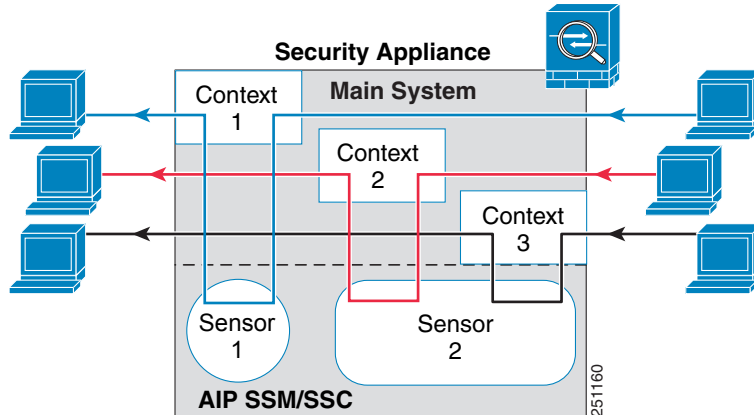 Security Appliance
Main System
Context
1
Context
2
Context
3
Sensor
1
Sensor
2
AIP SSM/SSC
251160